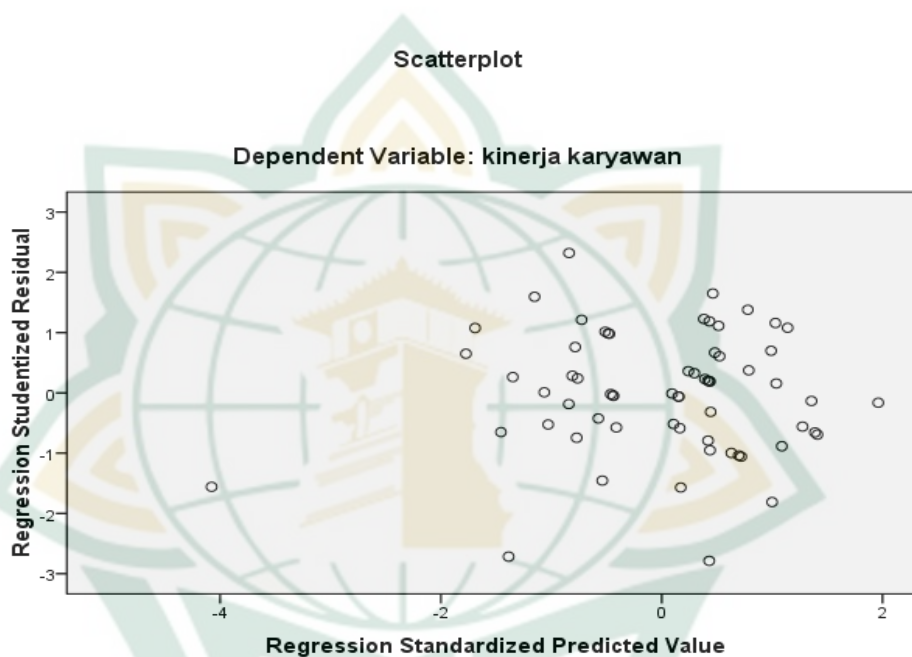 Scatterplot
Dependent Variable: kinerja karyawan
Regression Studentized Residual
3
2
1
0
-1
-2
-3
-4
-2
0
2
Regression Standardized Predicted Value